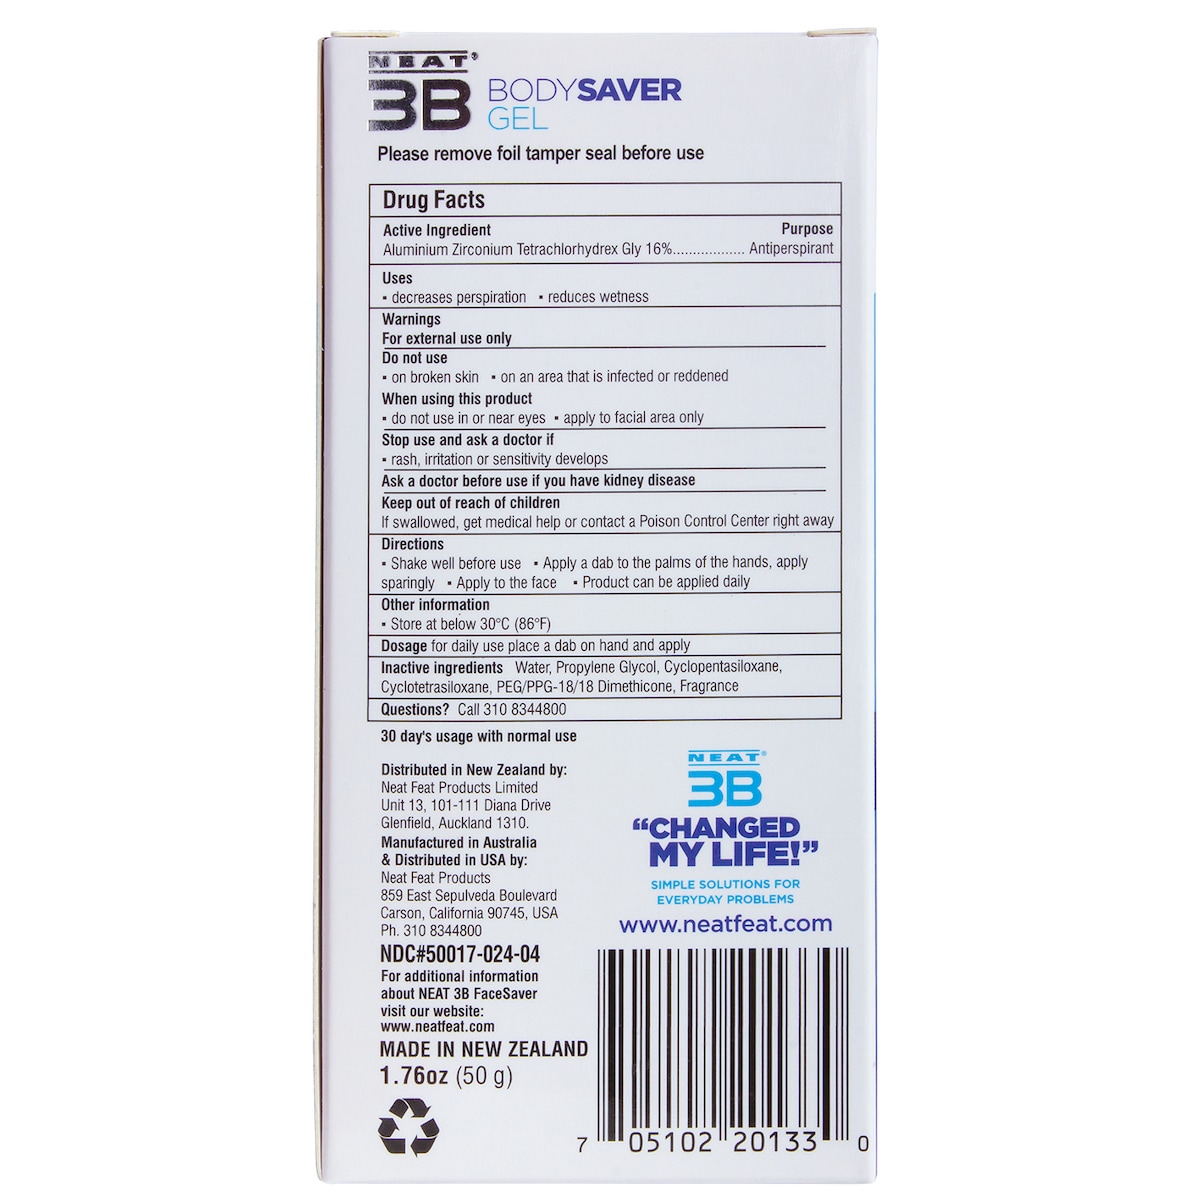 NEAT®
3B BODYSAVER
GEL
Please remove foil tamper seal before use
Drug Facts
Active Ingredient Purpose
Aluminium Zirconium Tetrachlorhydrex Gly 16%.................. Antiperspirant
Uses
▪ decreases perspiration ▪ reduces wetness
Warnings
For external use only
Do not use
▪ on broken skin ▪ on an area that is infected or reddened
When using this product
▪ do not use in or near eyes ▪ apply to facial area only
Stop use and ask a doctor if
▪ rash, irritation or sensitivity develops
Ask a doctor before use if you have kidney disease
Keep out of reach of children
If swallowed, get medical help or contact a Poison Control Center right away
Directions
▪ Shake well before use ▪ Apply a dab to the palms of the hands, apply
sparingly ▪ Apply to the face ▪ Product can be applied daily
Other information
▪ Store at below 30°C (86°F)
Dosage for daily use place a dab on hand and apply
Inactive ingredients Water, Propylene Glycol, Cyclopentasiloxane,
Cyclotetrasiloxane, PEG/PPG-18/18 Dimethicone, Fragrance
Questions? Call 310 8344800
30 day's usage with normal use
Distributed in New Zealand by:
Neat Feat Products Limited
Unit 13, 101-111 Diana Drive
Glenfield, Auckland 1310.
Manufactured in Australia
& Distributed in USA by:
Neat Feat Products
859 East Sepulveda Boulevard
Carson, California 90745, USA
Ph. 310 8344800
NDC#50017-024-04
For additional information
about NEAT 3B FaceSaver
visit our website:
www.neatfeat.com
MADE IN NEW ZEALAND
1.76oz (50 g)
NEAT®
3B
“CHANGED
MY LIFE!”
SIMPLE SOLUTIONS FOR
EVERYDAY PROBLEMS
www.neatfeat.com
7 05102 20133 0